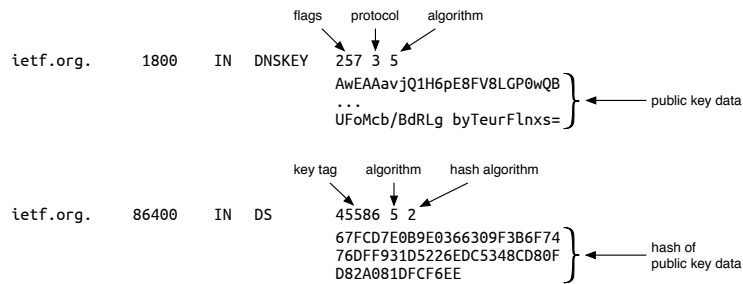 flags protocol algorithm
ietf.org. 1800 IN DNSKEY 257 3 5
AwEAAavjQ1H6pE8FV8LGP0wQB
...
UFoMcb/BdRLg byTeurFlnxs=
public key data
key tag algorithm hash algorithm
ietf.org. 86400 IN DS 45586 5 2
67FCD7E0B9E0366309F3B6F74
76DFF931D5226EDC5348CD80F
D82A081DFCF6EE
hash of
public key data